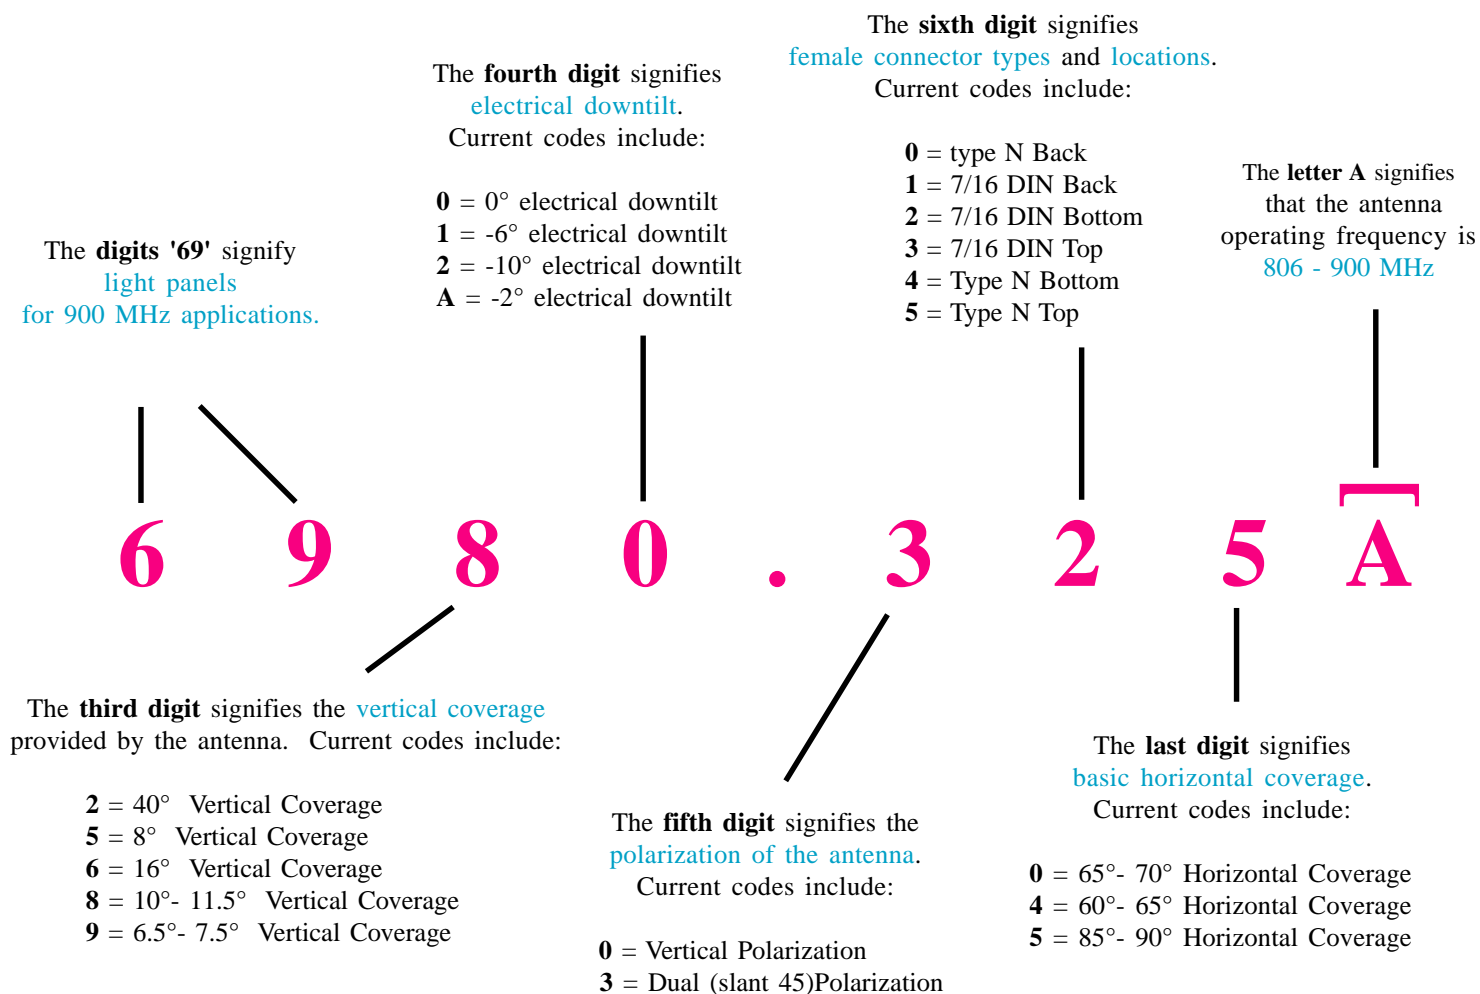 The digits '69' signify
light panels
for 900 MHz applications.
The fourth digit signifies
electrical downtilt.
Current codes include:
0 = 0° electrical downtilt
1 = -6° electrical downtilt
2 = -10° electrical downtilt
A = -2° electrical downtilt
The sixth digit signifies
female connector types and locations.
Current codes include:
0 = type N Back
1 = 7/16 DIN Back
2 = 7/16 DIN Bottom
3 = 7/16 DIN Top
4 = Type N Bottom
5 = Type N Top
The letter A signifies
that the antenna
operating frequency is
806 - 900 MHz
6 9 8 0 . 3 2 5 A
The third digit signifies the vertical coverage
provided by the antenna. Current codes include:
2 = 40° Vertical Coverage
5 = 8° Vertical Coverage
6 = 16° Vertical Coverage
8 = 10°- 11.5° Vertical Coverage
9 = 6.5°- 7.5° Vertical Coverage
The fifth digit signifies the
polarization of the antenna.
Current codes include:
0 = Vertical Polarization
3 = Dual (slant 45)Polarization
The last digit signifies
basic horizontal coverage.
Current codes include:
0 = 65°- 70° Horizontal Coverage
4 = 60°- 65° Horizontal Coverage
5 = 85°- 90° Horizontal Coverage